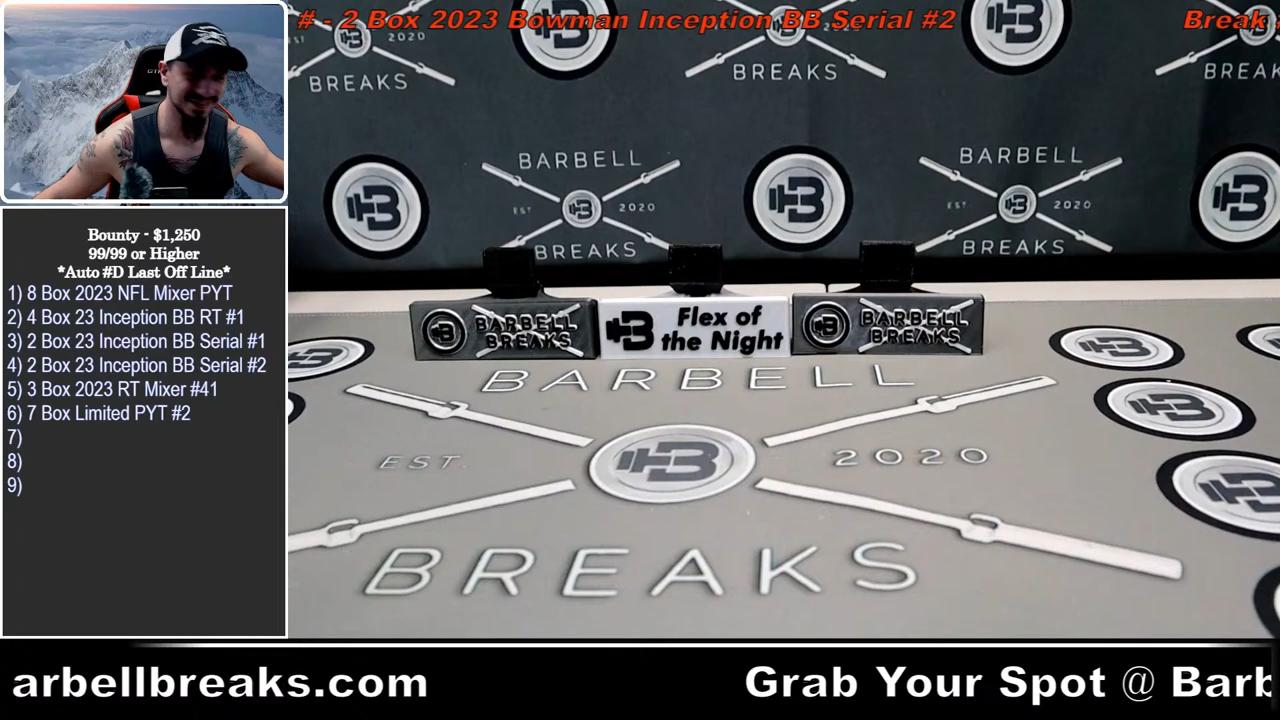 # - 2 Box 2023 Bowman Inception BB Serial #2
Break
2020
BREAKS
BREAKS
BARBELL
EST
2020
BREAKS
BARBELL
2020
BREAKS
B
Bounty - $1,250
99/99 or Higher
*Auto #D Last Off Line*
1) 8 Box 2023 NFL Mixer PYT
2) 4 Box 23 Inception BB RT #1
3) 2 Box 23 Inception BB Serial #1
4) 2 Box 23 Inception BB Serial #2
5) 3 Box 2023 RT Mixer #41
6) 7 Box Limited PYT #2
7)
8)
9)
BARBELL
BREAKS
Flex of
the Night
BARBELL
BREAKS
BARBELL
EST.
B
2020
BREAKS
arbellbreaks.com
Grab Your Spot @ Barb